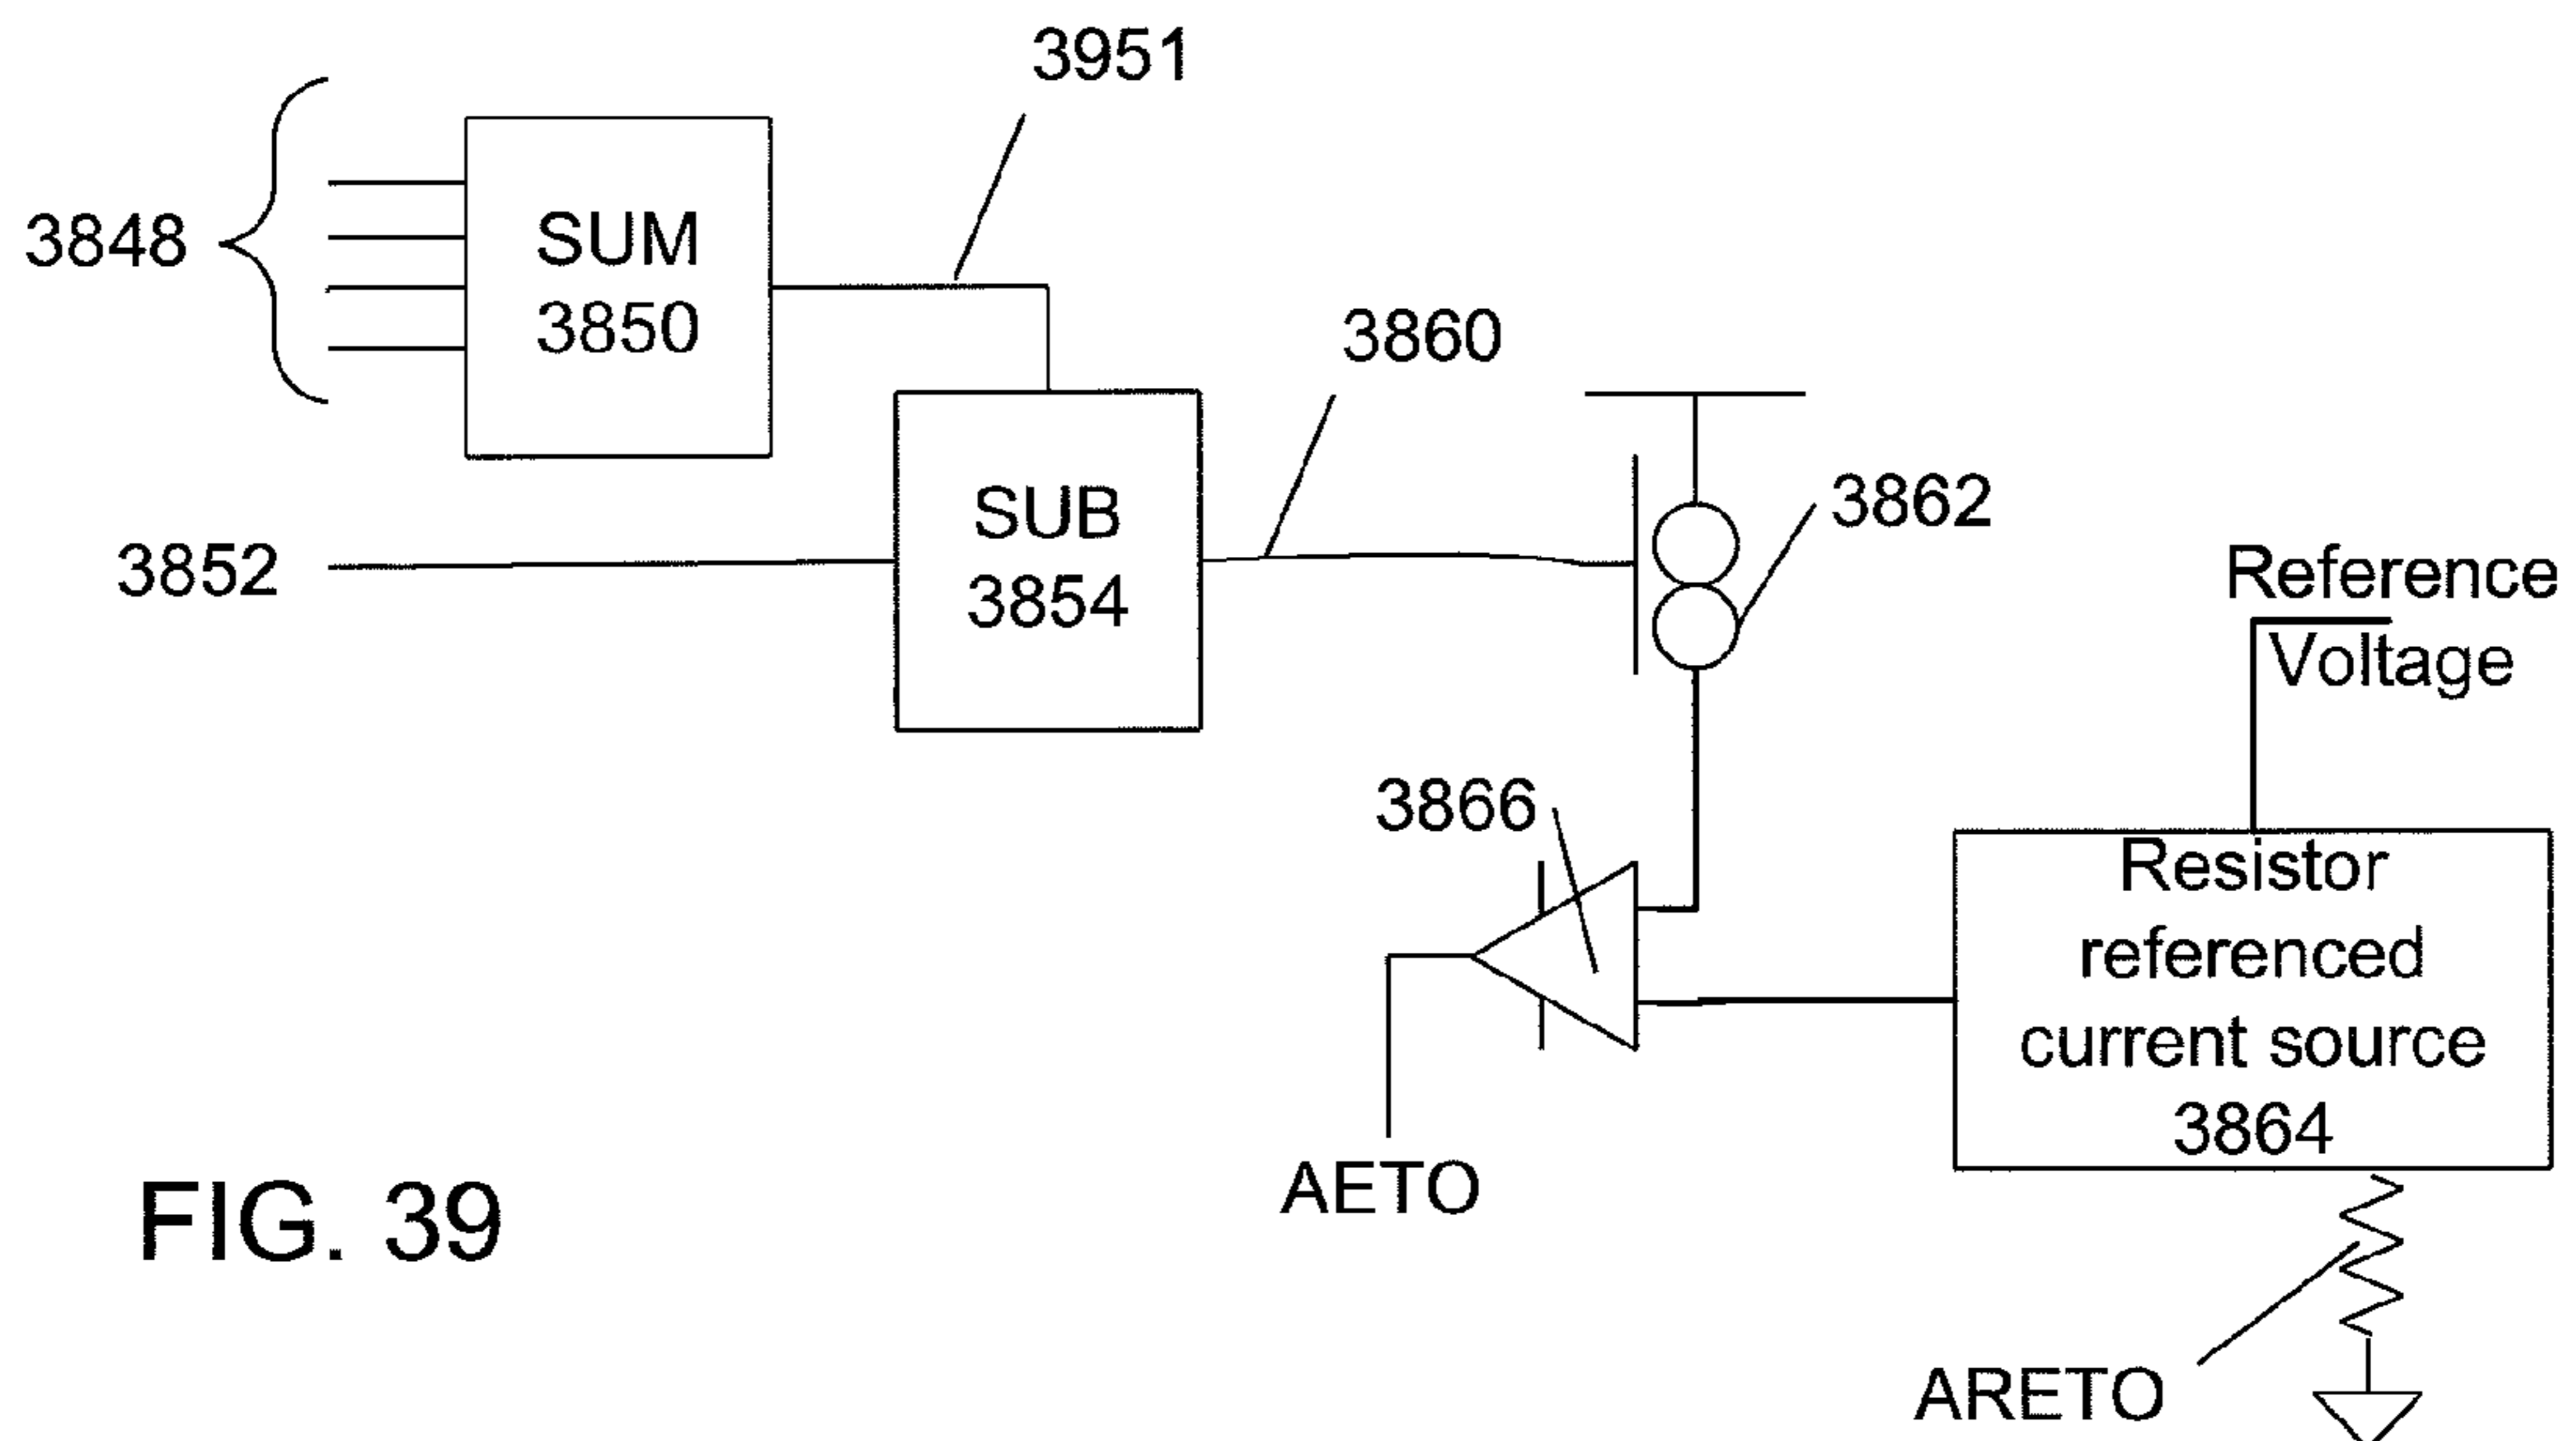 3951
3848
SUM
3850
3860
3862
SUB
3854
3852
Reference
Voltage
3866
Resistor
referenced
current source
3864
AETO
FIG. 39
ARETO